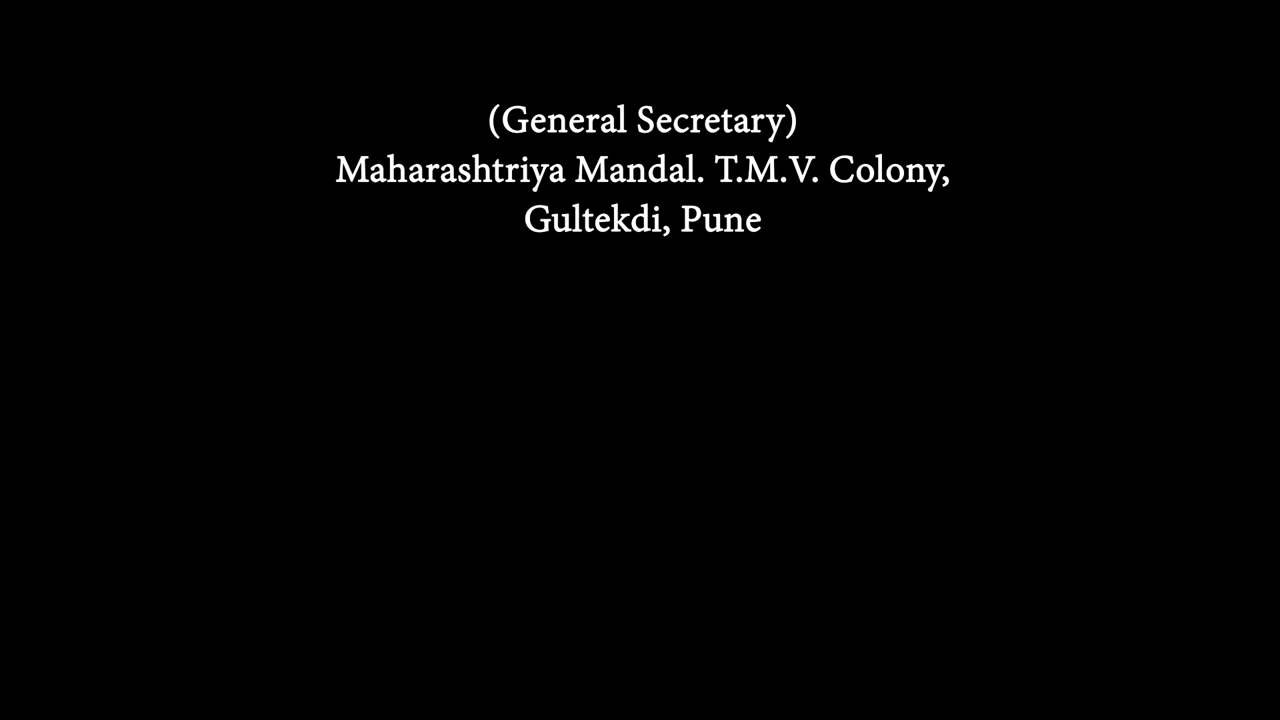 (General Secretary)
Maharashtriya Mandal. T.M.V. Colony,
Gultekdi, Pune